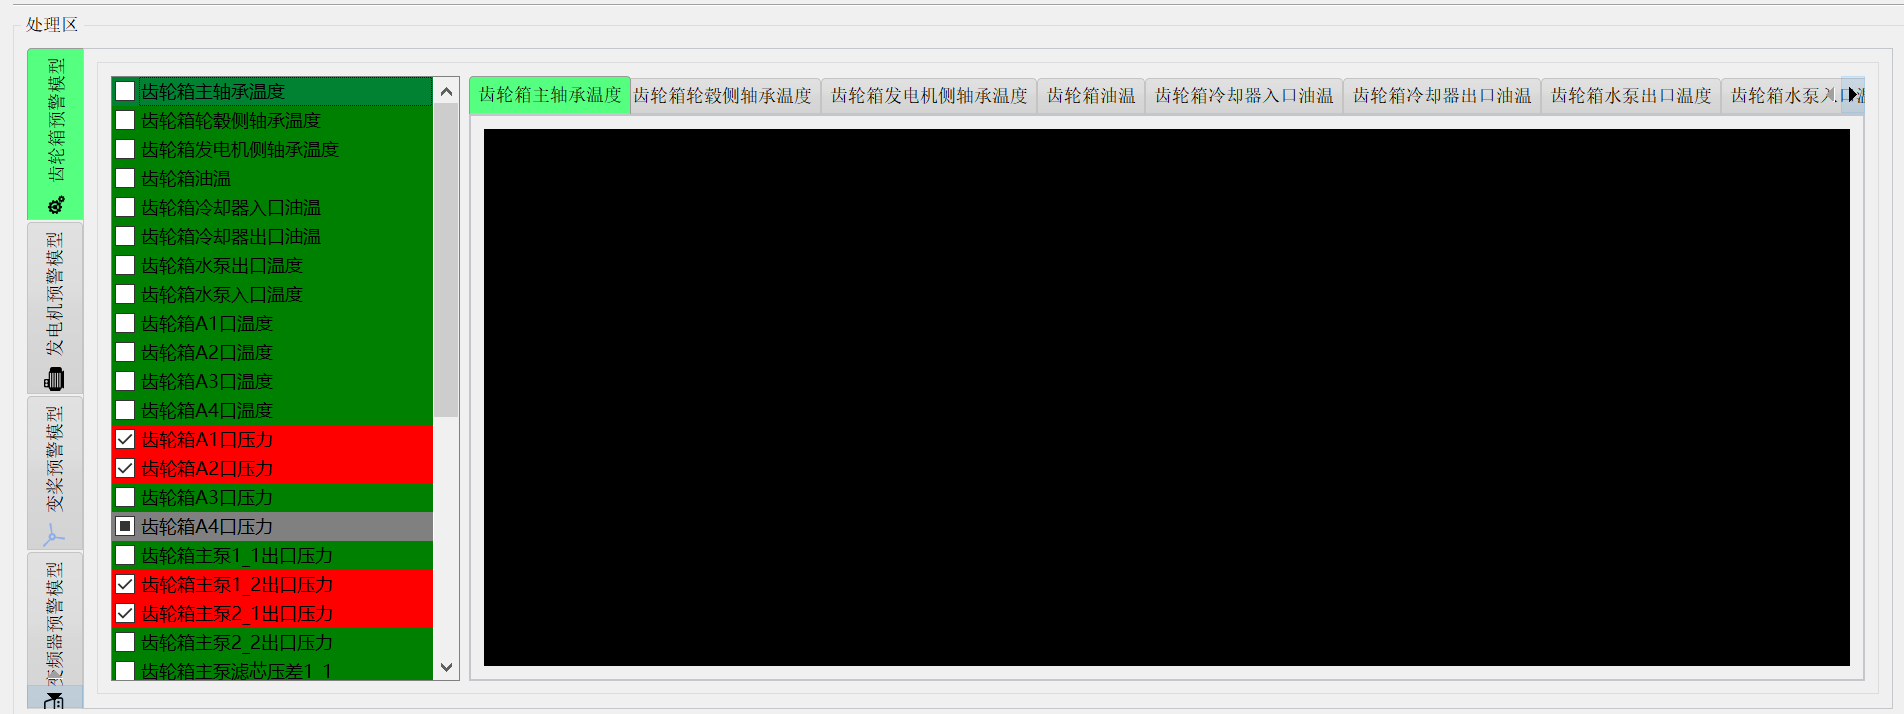 处理区
齿轮箱预警模型
发电机预警模型
变桨预警模型
变频器预警模型
齿轮箱主轴承温度
齿轮箱轮毂侧轴承温度
齿轮箱发电机侧轴承温度
齿轮箱油温
齿轮箱冷却器入口油温
齿轮箱冷却器出口油温
齿轮箱水泵出口温度
齿轮箱水泵入口温度
齿轮箱A1口温度
齿轮箱A2口温度
齿轮箱A3口温度
齿轮箱A4口温度
齿轮箱A1口压力
齿轮箱A2口压力
齿轮箱A3口压力
齿轮箱A4口压力
齿轮箱主泵1_1出口压力
齿轮箱主泵1_2出口压力
齿轮箱主泵2_1出口压力
齿轮箱主泵2_2出口压力
齿轮箱主泵滤芯压差1_1
齿轮箱主轴承温度 齿轮箱轮毂侧轴承温度 齿轮箱发电机侧轴承温度 齿轮箱油温 齿轮箱冷却器入口油温 齿轮箱冷却器出口油温 齿轮箱水泵出口温度 齿轮箱水泵入口温